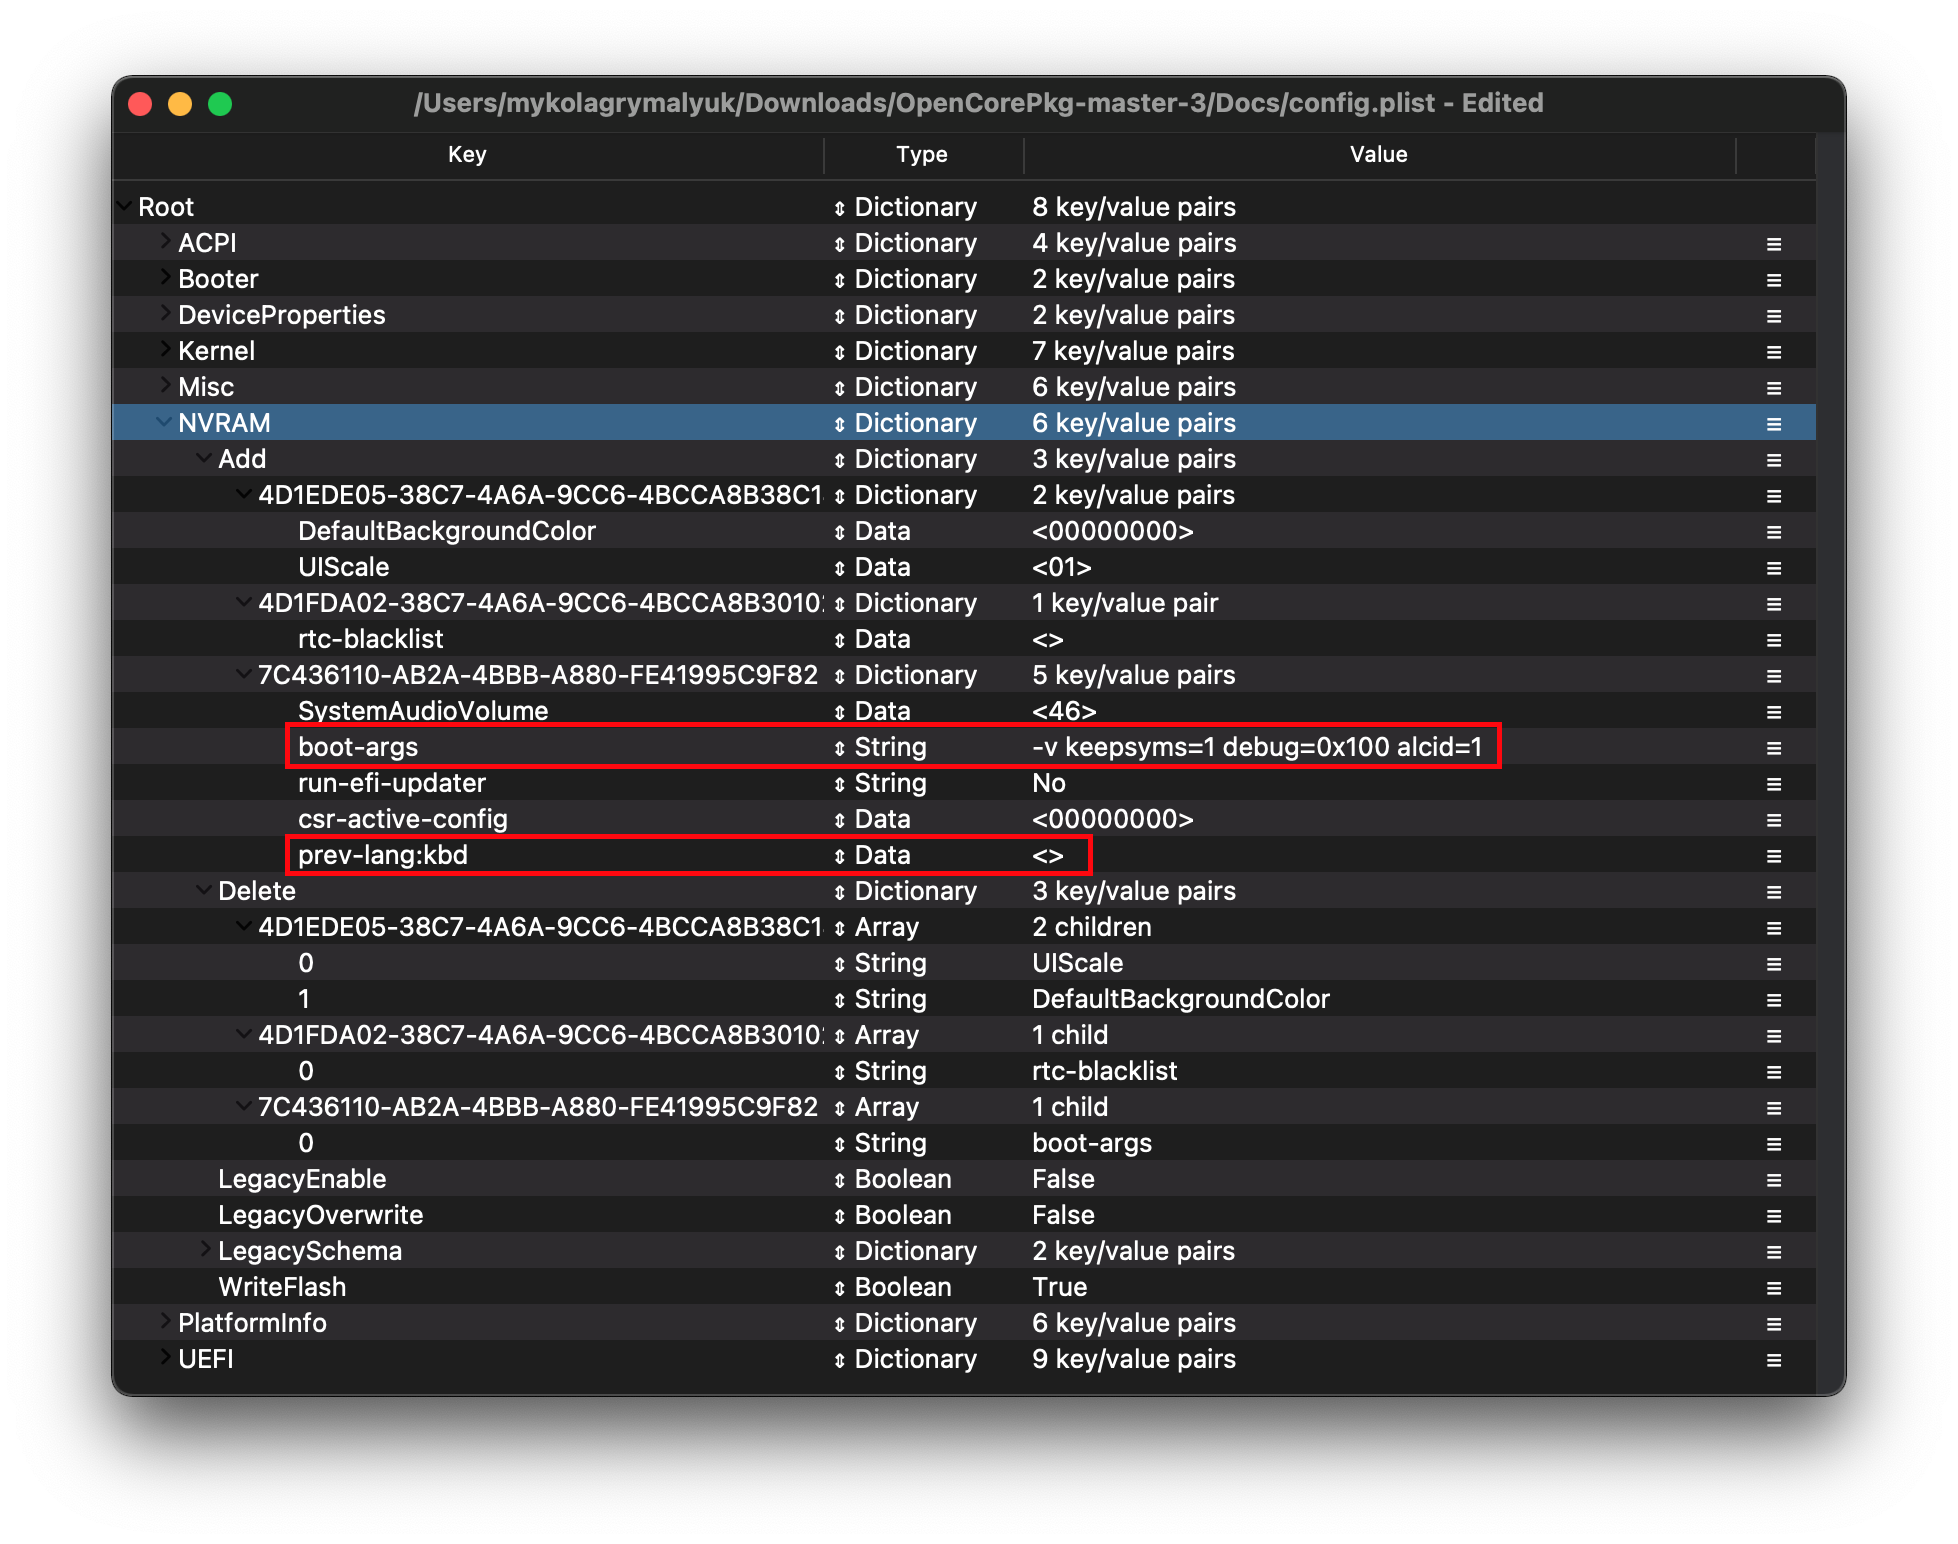 /Users/mykolagrymalyuk/Downloads/OpenCorePkg-master-3/Docs/config.plist - Edited
Key Type Value
Root Dictionary 8 key/value pairs
ACPI Dictionary 4 key/value pairs
Booter Dictionary 2 key/value pairs
DeviceProperties Dictionary 2 key/value pairs
Kernel Dictionary 7 key/value pairs
Misc Dictionary 6 key/value pairs
NVRAM Dictionary 6 key/value pairs
Add Dictionary 3 key/value pairs
4D1EDE05-38C7-4A6A-9CC6-4BCCA8B38C1 Dictionary 2 key/value pairs
DefaultBackgroundColor Data <00000000>
UIScale Data <01>
4D1FDA02-38C7-4A6A-9CC6-4BCCA8B3010 Dictionary 1 key/value pair
rtc-blacklist Data <>
7C436110-AB2A-4BBB-A880-FE41995C9F82 Dictionary 5 key/value pairs
SystemAudioVolume Data <46>
boot-args String -v keepsyms=1 debug=0x100 alcid=1
run-efi-updater String No
csr-active-config Data <00000000>
prev-lang:kbd Data <>
Delete Dictionary 3 key/value pairs
4D1EDE05-38C7-4A6A-9CC6-4BCCA8B38C1 Array 2 children
0 String UIScale
1 String DefaultBackgroundColor
4D1FDA02-38C7-4A6A-9CC6-4BCCA8B3010 Array 1 child
0 String rtc-blacklist
7C436110-AB2A-4BBB-A880-FE41995C9F82 Array 1 child
0 String boot-args
LegacyEnable Boolean False
LegacyOverwrite Boolean False
LegacySchema Dictionary 2 key/value pairs
WriteFlash Boolean True
PlatformInfo Dictionary 6 key/value pairs
UEFI Dictionary 9 key/value pairs